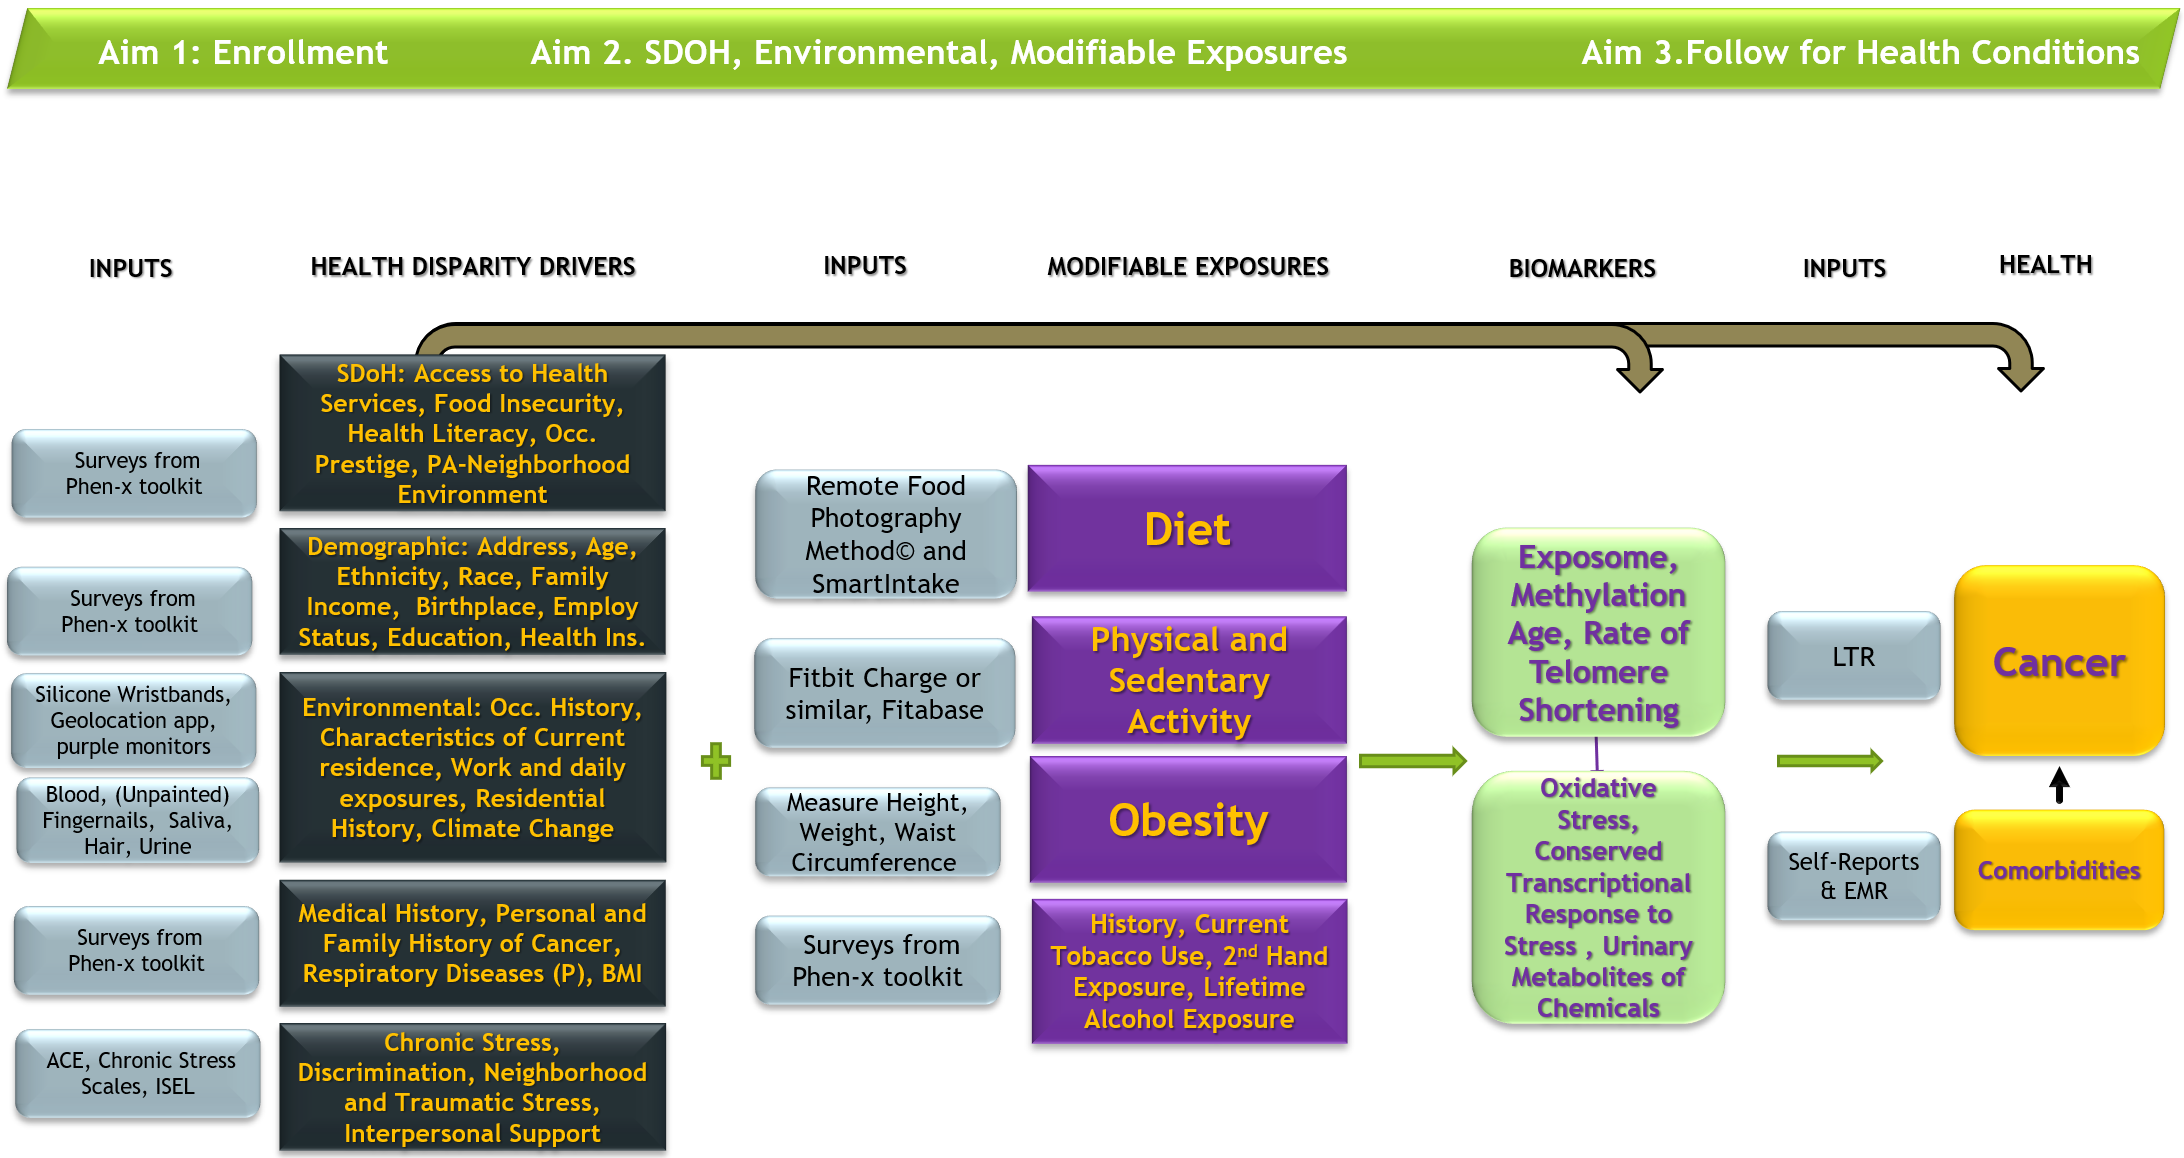 Aim 1: Enrollment
Aim 2. SDOH, Environmental, Modifiable Exposures
Aim 3.Follow for Health Conditions
INPUTS
HEALTH DISPARITY DRIVERS
INPUTS
MODIFIABLE EXPOSURES
BIOMARKERS
INPUTS
HEALTH
Surveys from
Phen-x toolkit
Surveys from
Phen-x toolkit
Silicone Wristbands,
Geolocation app,
purple monitors
Blood, (Unpainted)
Fingernails, Saliva,
Hair, Urine
Surveys from
Phen-x toolkit
ACE, Chronic Stress
Scales, ISEL
SDoH: Access to Health
Services, Food Insecurity,
Health Literacy, Occ.
Prestige, PA-Neighborhood
Environment
Demographic: Address, Age,
Ethnicity, Race, Family
Income, Birthplace, Employ
Status, Education, Health Ins.
Environmental: Occ. History,
Characteristics of Current
residence, Work and daily
exposures, Residential
History, Climate Change
Medical History, Personal and
Family History of Cancer,
Respiratory Diseases (P), BMI
Chronic Stress,
Discrimination, Neighborhood
and Traumatic Stress,
Interpersonal Support
Remote Food
Photography
Method© and
SmartIntake
Fitbit Charge or
similar, Fitabase
Measure Height,
Weight, Waist
Circumference
Surveys from
Phen-x toolkit
Diet
Physical and
Sedentary
Activity
Obesity
History, Current
Tobacco Use, 2nd Hand
Exposure, Lifetime
Alcohol Exposure
Exposome,
Methylation
Age, Rate of
Telomere
Shortening
Oxidative
Stress,
Conserved
Transcriptional
Response to
Stress , Urinary
Metabolites of
Chemicals
LTR
Self-Reports
& EMR
Cancer
Comorbidities